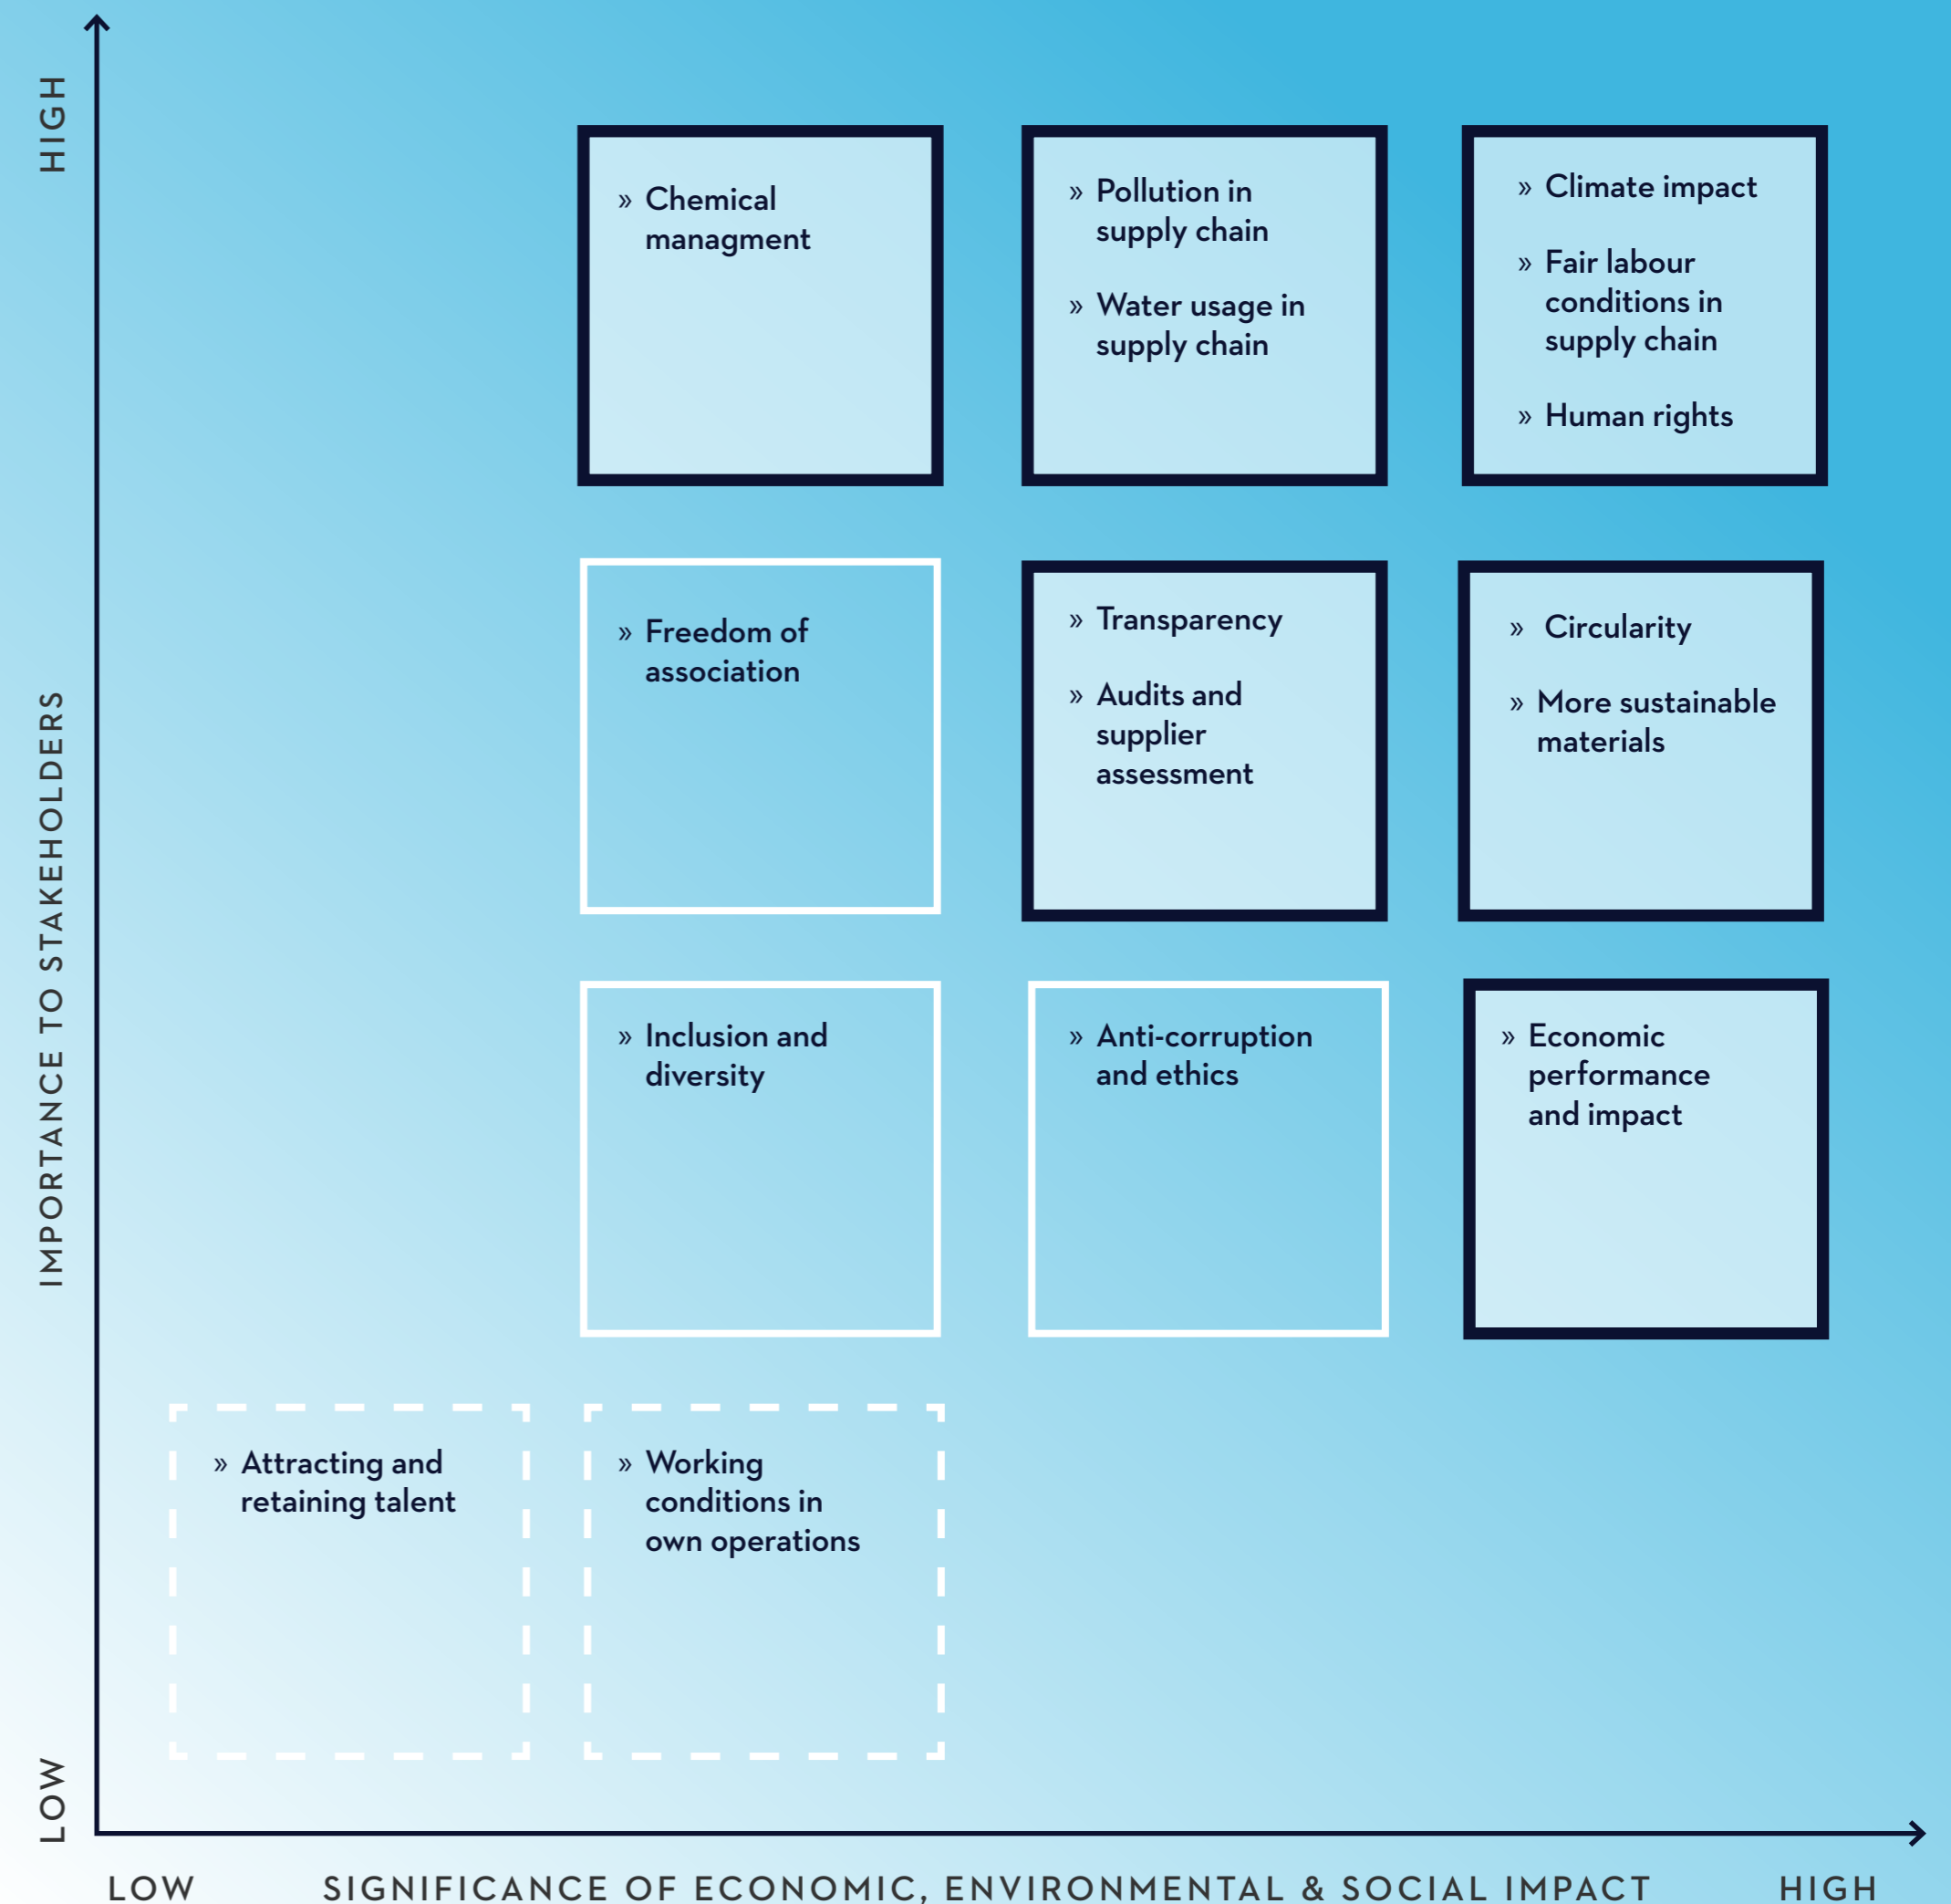 HIGH
IMPORTANCE TO STAKEHOLDERS
LOW
» Chemical
managment
» Pollution in
supply chain
» Water usage in
supply chain
» Climate impact
» Fair labour
conditions in
supply chain
» Human rights
» Freedom of
association
» Transparency
» Audits and
supplier
assessment
» Circularity
» More sustainable
materials
» Inclusion and
diversity
» Anti-corruption
and ethics
» Economic
performance
and impact
» Attracting and
retaining talent
» Working
conditions in
own operations
LOW
SIGNIFICANCE OF ECONOMIC, ENVIRONMENTAL & SOCIAL IMPACT
HIGH